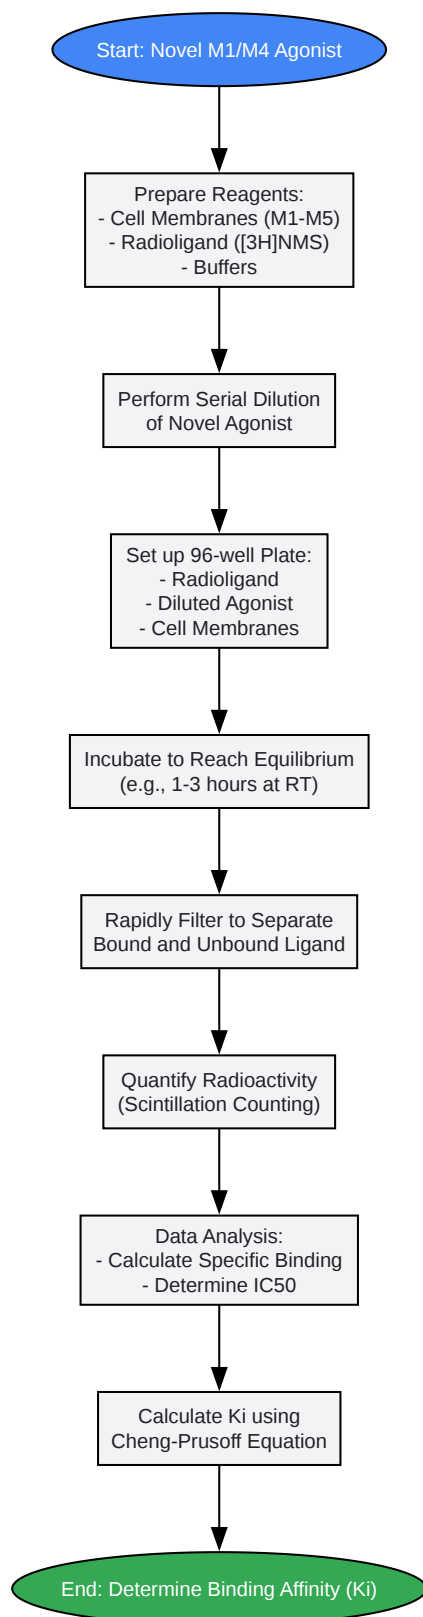 Start: Novel M1/M4 Agonist
Prepare Reagents:
- Cell Membranes (M1-M5)
- Radioligand ([3H]NMS)
- Buffers
Perform Serial Dilution
of Novel Agonist
Set up 96-well Plate:
- Radioligand
- Diluted Agonist
- Cell Membranes
Incubate to Reach Equilibrium
(e.g., 1-3 hours at RT)
Rapidly Filter to Separate
Bound and Unbound Ligand
Quantify Radioactivity
(Scintillation Counting)
Data Analysis:
- Calculate Specific Binding
- Determine IC50
Calculate Ki using
Cheng-Prusoff Equation
End: Determine Binding Affinity (Ki)